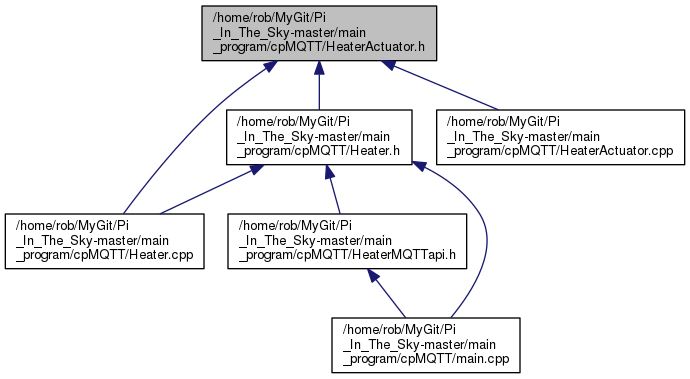 /home/rob/MyGit/Pi
_In_The_Sky-master/main
_program/cpMQTT/HeaterActuator.h
/home/rob/MyGit/Pi
_In_The_Sky-master/main
_program/cpMQTT/Heater.h
/home/rob/MyGit/Pi
_In_The_Sky-master/main
_program/cpMQTT/HeaterActuator.cpp
/home/rob/MyGit/Pi
_In_The_Sky-master/main
_program/cpMQTT/Heater.cpp
/home/rob/MyGit/Pi
_In_The_Sky-master/main
_program/cpMQTT/HeaterMQTTapi.h
/home/rob/MyGit/Pi
_In_The_Sky-master/main
_program/cpMQTT/main.cpp